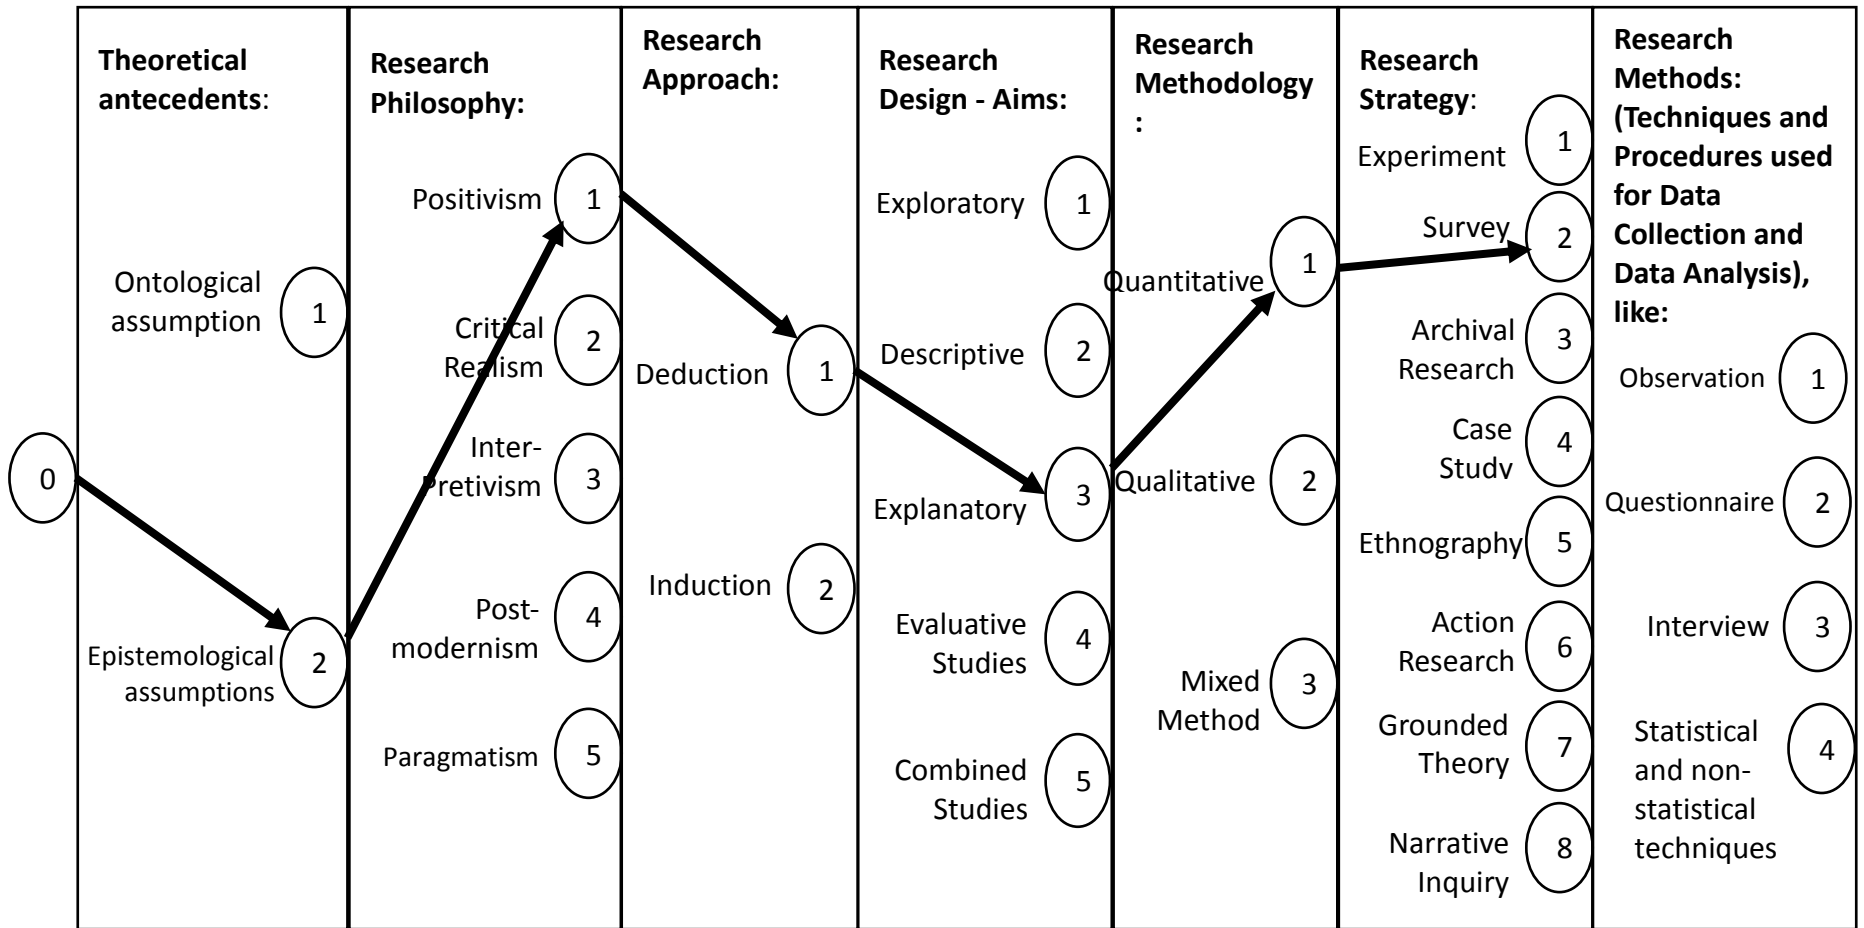 0
Theoretical
antecedents:
Ontological
assumption
1
Epistemological
assumptions
2
Research
Philosophy:
Positivism
1
Critical
Realism
2
Inter-
Pretivism
3
Post-
modernism
4
Paragmatism
5
Research
Approach:
Deduction
1
Induction
2
Research
Design - Aims:
Exploratory
1
Descriptive
2
Explanatory
3
Evaluative
Studies
4
Combined
Studies
5
Research
Methodology
:
Quantitative
1
Qualitative
2
Mixed
Method
3
Research
Strategy:
Experiment
1
Survey
2
Archival
Research
3
Case
Study
4
Ethnography
5
Action
Research
6
Grounded
Theory
7
Narrative
Inquiry
8
Research
Methods:
(Techniques and
Procedures used
for Data
Collection and
Data Analysis),
like:
Observation
1
Questionnaire
2
Interview
3
Statistical
and non-
statistical
techniques
4